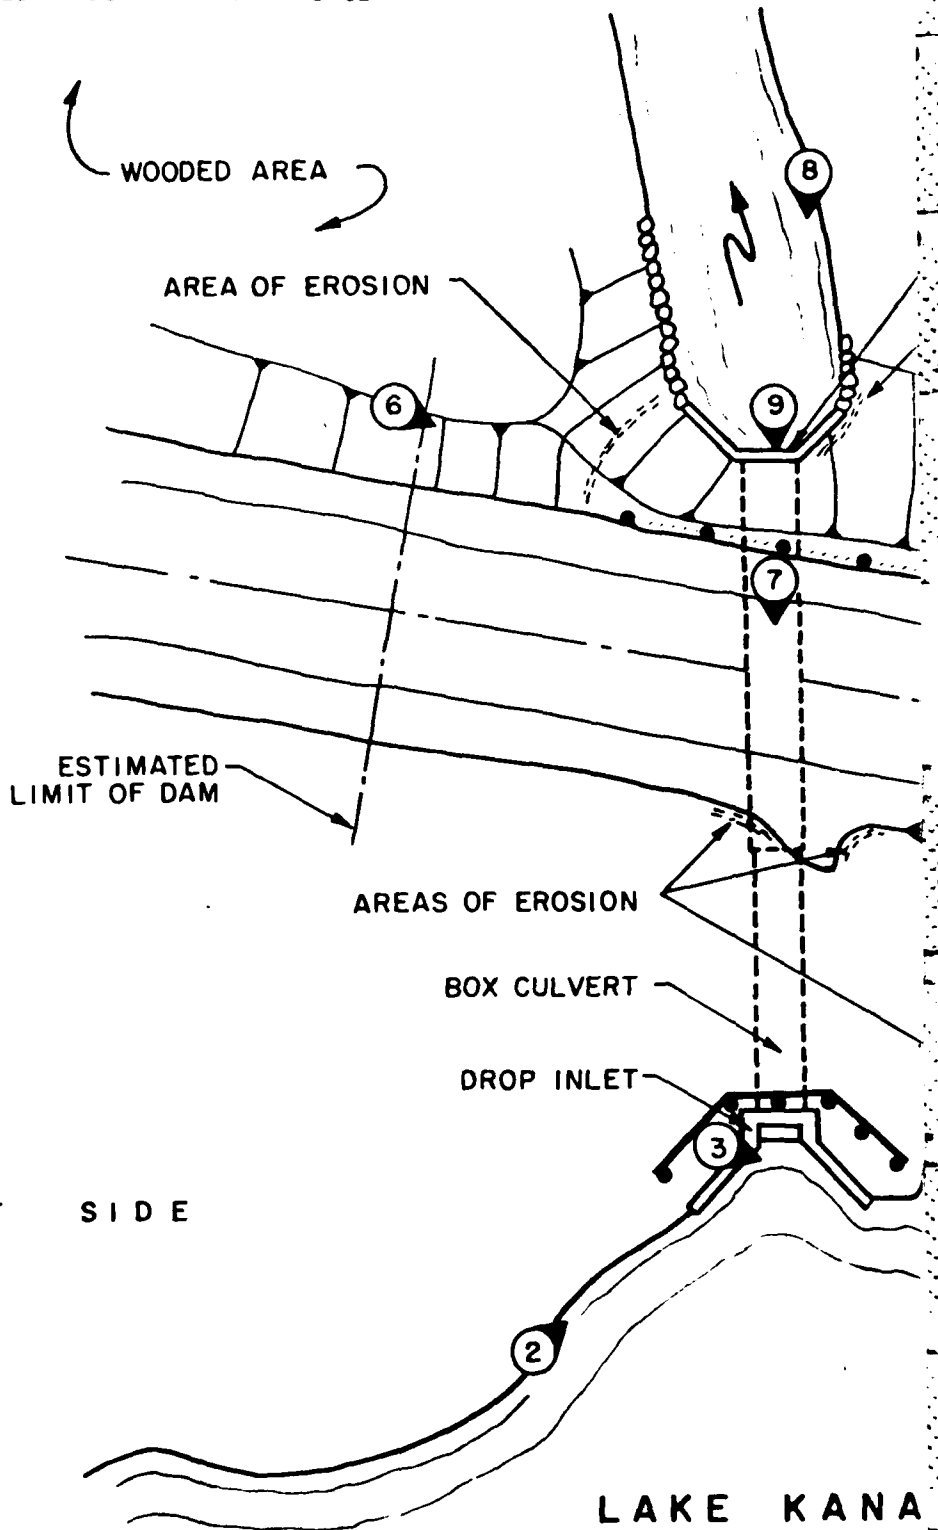 WOODED AREA
8
AREA OF EROSION
6
9
7
ESTIMATED
LIMIT OF DAM
AREAS OF EROSION
BOX CULVERT
DROP INLET
3
SIDE
2
LAKE KANA